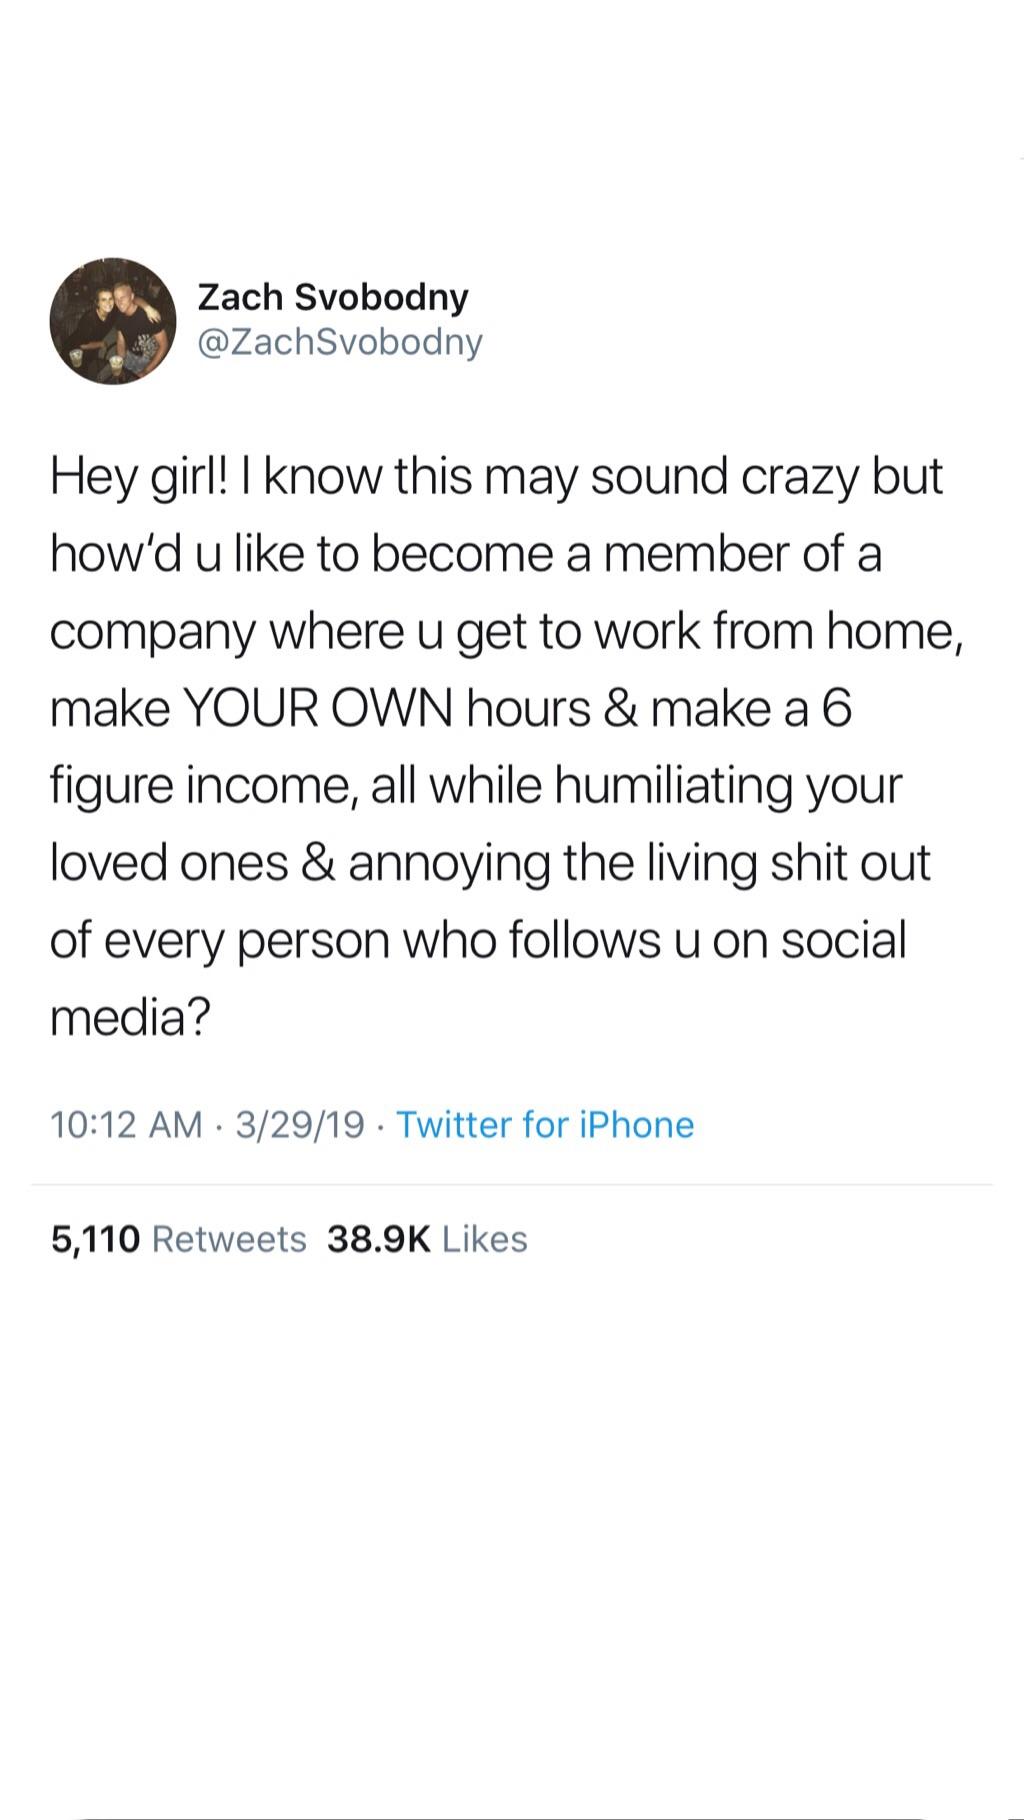 Zach Svobodny
@ZachSvobodny
Hey girl! I know this may sound crazy but
how'd u like to become a member of a
company where u get to work from home,
make YOUR OWN hours & make a 6
figure income, all while humiliating your
loved ones & annoying the living shit out
of every person who follows u on social
media?
10:12 AM · 3/29/19 · Twitter for iPhone
5,110 Retweets 38.9K Likes